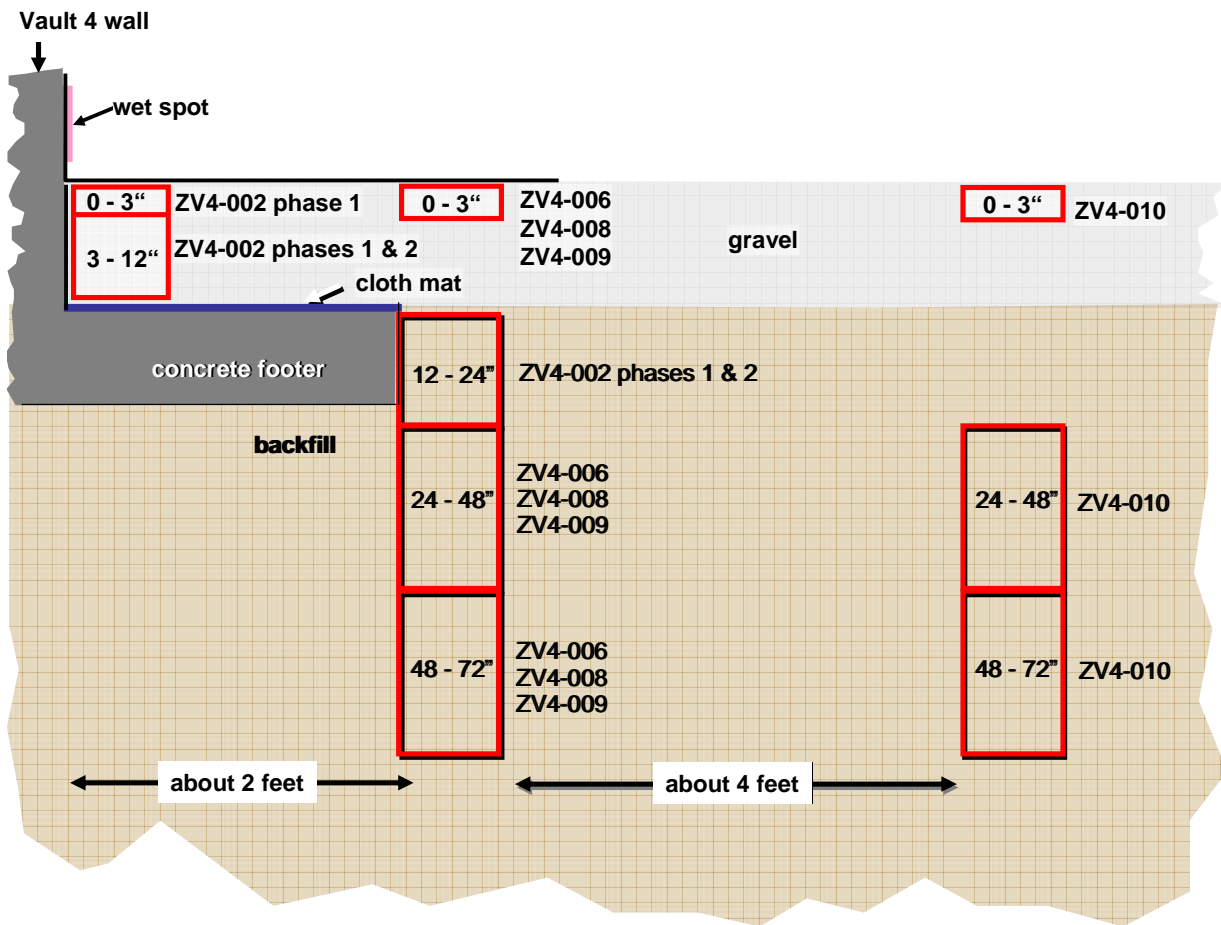 Vault 4 wall
wet spot
0 - 3“
ZV4-002 phase 1
3 - 12“
ZV4-002 phases 1 & 2
0 - 3“
ZV4-006
ZV4-008
ZV4-009
gravel
0 - 3“
ZV4-010
cloth mat
concrete footer
12 - 24”
ZV4-002 phases 1 & 2
backfill
24 - 48”
ZV4-006
ZV4-008
ZV4-009
24 - 48”
ZV4-010
48 - 72”
ZV4-006
ZV4-008
ZV4-009
48 - 72”
ZV4-010
about 2 feet
about 4 feet